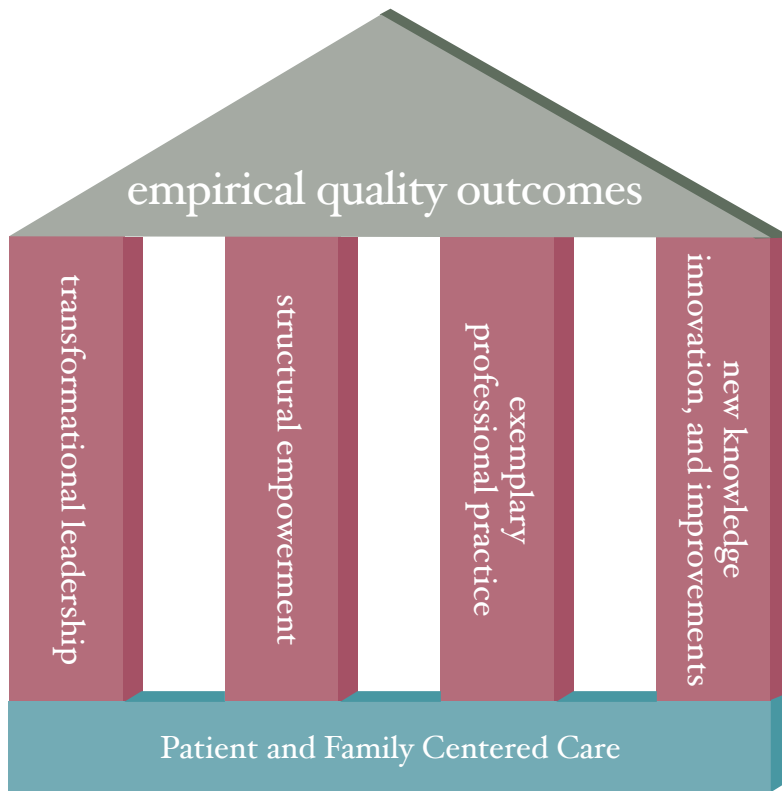 empirical quality outcomes
transformational leadership
structural empowerment
exemplary
professional practice
new knowledge
innovation, and improvements
Patient and Family Centered Care